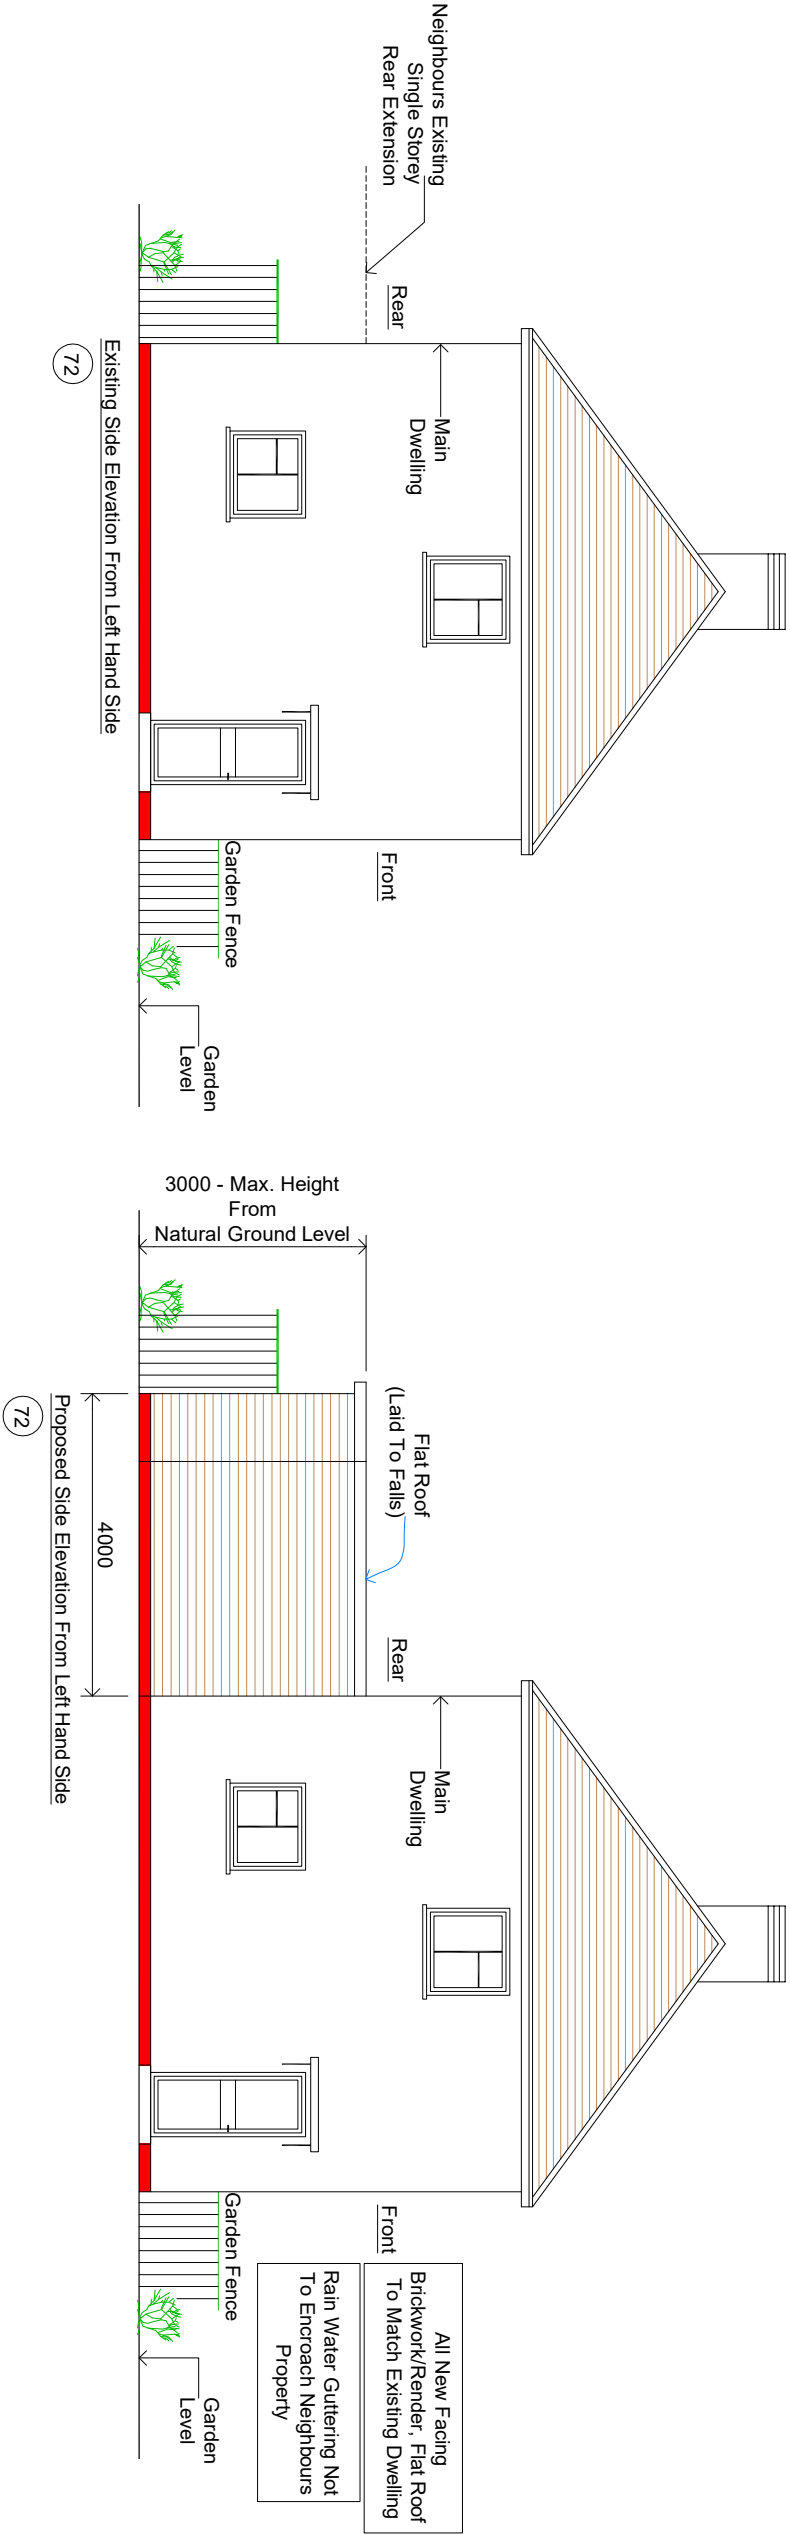 Neighbours Existing
Single Storey
Rear Extension
Rear
Main
Dwelling
Front
Garden Fence
Garden
Level
Existing Side Elevation From Left Hand Side
72
3000 - Max. Height
From
Natural Ground Level
Flat Roof
(Laid To Falls)
Rear
Main
Dwelling
Front
Garden Fence
Garden
Level
4000
Proposed Side Elevation From Left Hand Side
72
All New Facing
Brickwork/Render, Flat Roof
To Match Existing Dwelling
Rain Water Guttering Not
To Encroach Neighbours
Property